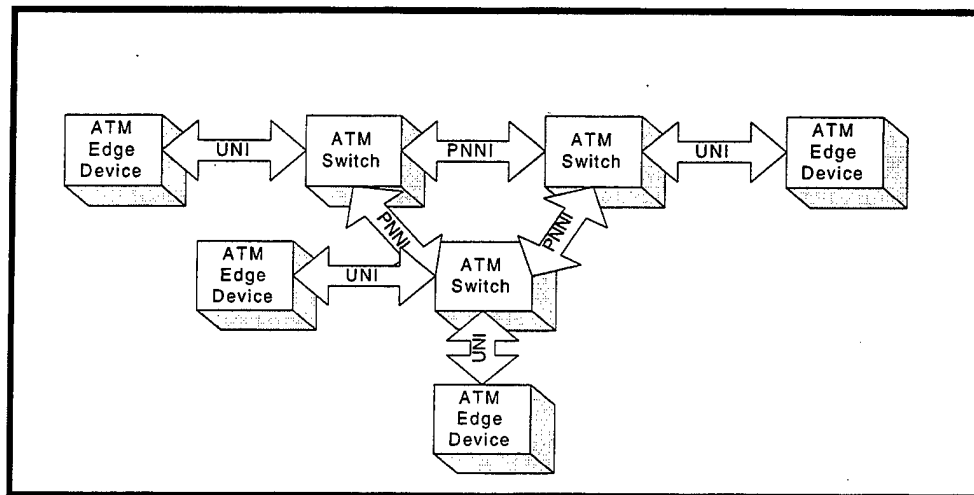 ATM
Edge
Device
UNI
ATM
Switch
PNNI
ATM
Switch
UNI
ATM
Edge
Device
PNNI
PNNI
ATM
Edge
Device
UNI
ATM
Switch
UNI
ATM
Edge
Device